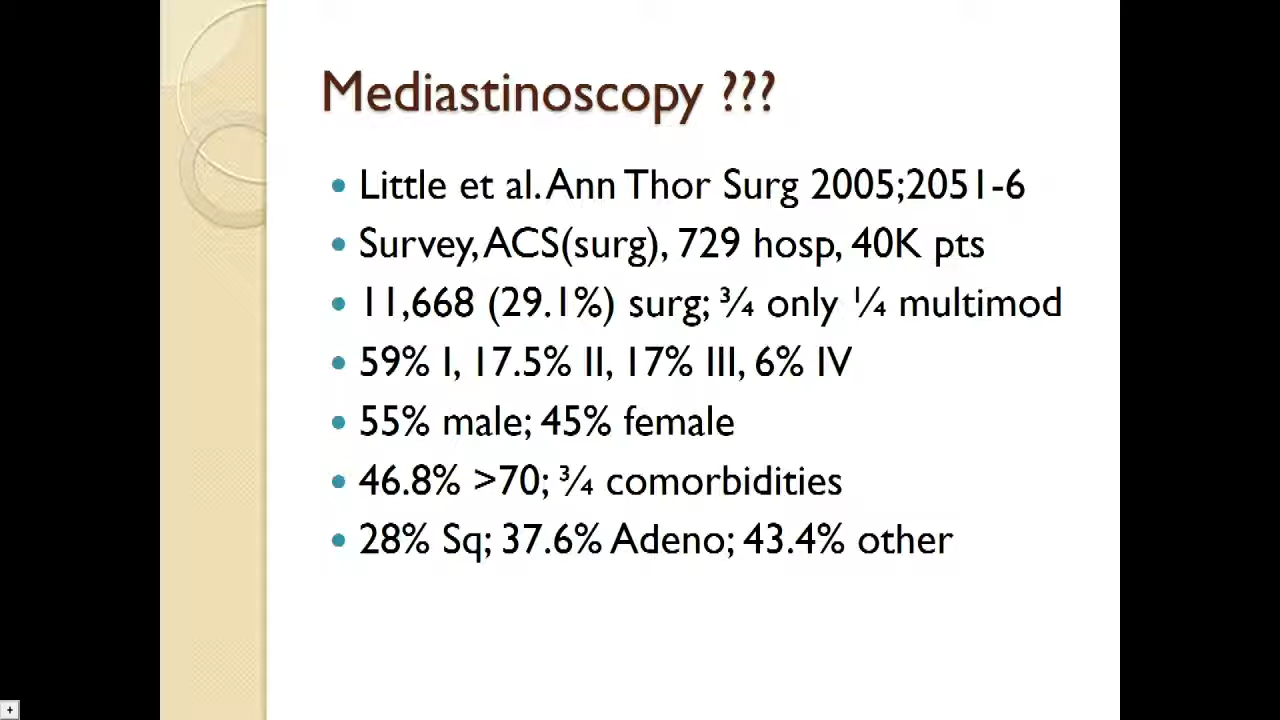 Mediastinoscopy ???
• Little et al. Ann Thor Surg 2005;2051-6
• Survey, ACS(surg), 729 hosp, 40K pts
• 11,668 (29.1%) surg; ¾ only ¼ multimod
• 59% I, 17.5% II, 17% III, 6% IV
• 55% male; 45% female
• 46.8% >70; ¾ comorbidities
• 28% Sq; 37.6% Adeno; 43.4% other
+